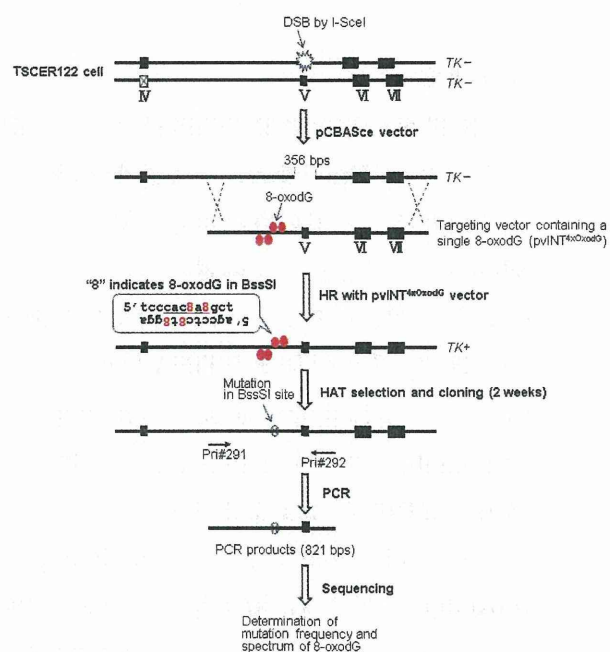 DSB by I-SceI
TSCER122 cell
TK−
TK−
Ⅳ Ⅴ Ⅵ Ⅶ
pCBASce vector
356 bps
TK−
8-oxodG
Targeting vector containing a
single 8-oxodG (pvINT4xOxodG)
Ⅴ Ⅵ Ⅶ
"8" indicates 8-oxodG in BssSI
5' tcccac8a8gct
5' agcctc8t8gga
HR with pvINT4xOxodG vector
TK+
Mutation
in BssSI site
HAT selection and cloning (2 weeks)
Pri#291
Pri#292
PCR
PCR products (821 bps)
Sequencing
Determination of
mutation frequency and
spectrum of 8-oxodG